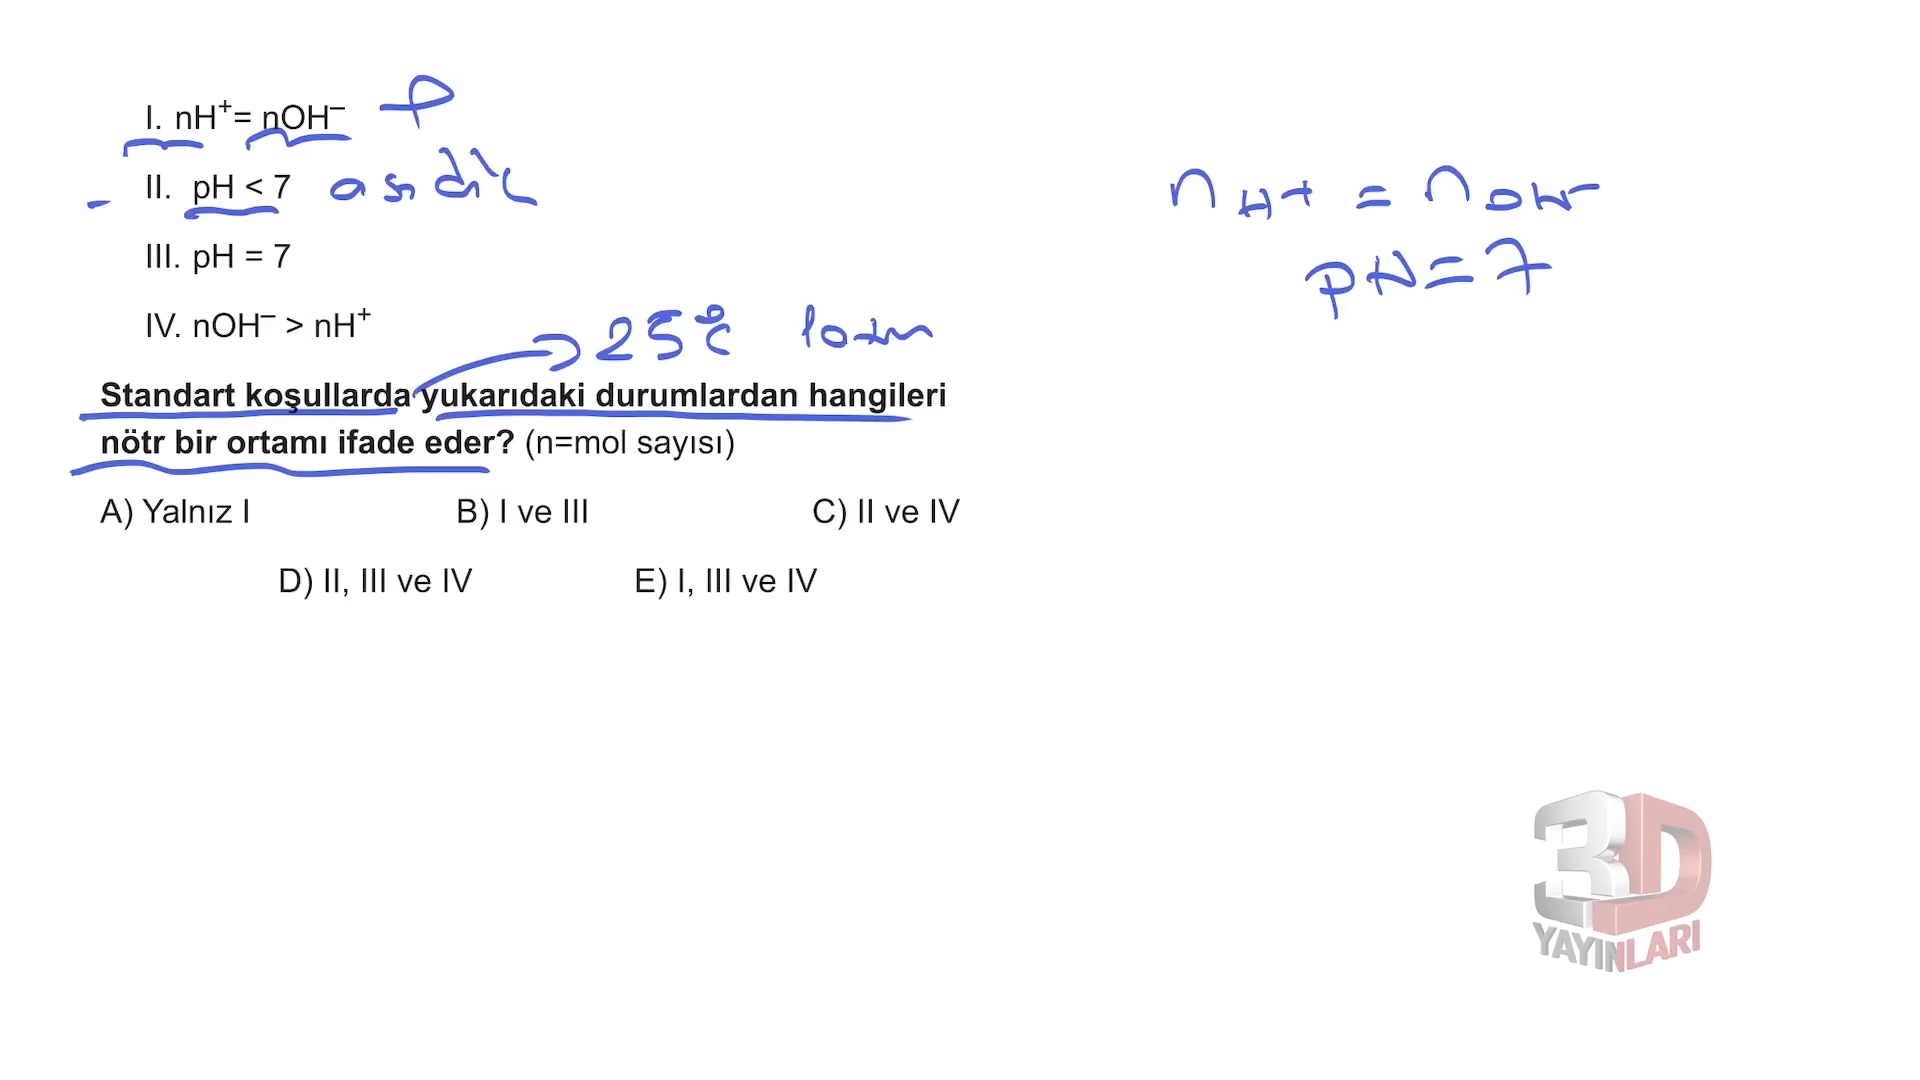 I. nH⁺= nOH⁻
II. pH < 7 asidik
III. pH = 7
IV. nOH⁻ > nH⁺
25°C 1 atm
Standart koşullarda yukarıdaki durumlardan hangileri
nötr bir ortamı ifade eder? (n=mol sayısı)
A) Yalnız I B) I ve III C) II ve IV
D) II, III ve IV E) I, III ve IV
nH+ = nOH-
pH = 7
3D
YAYINLARI